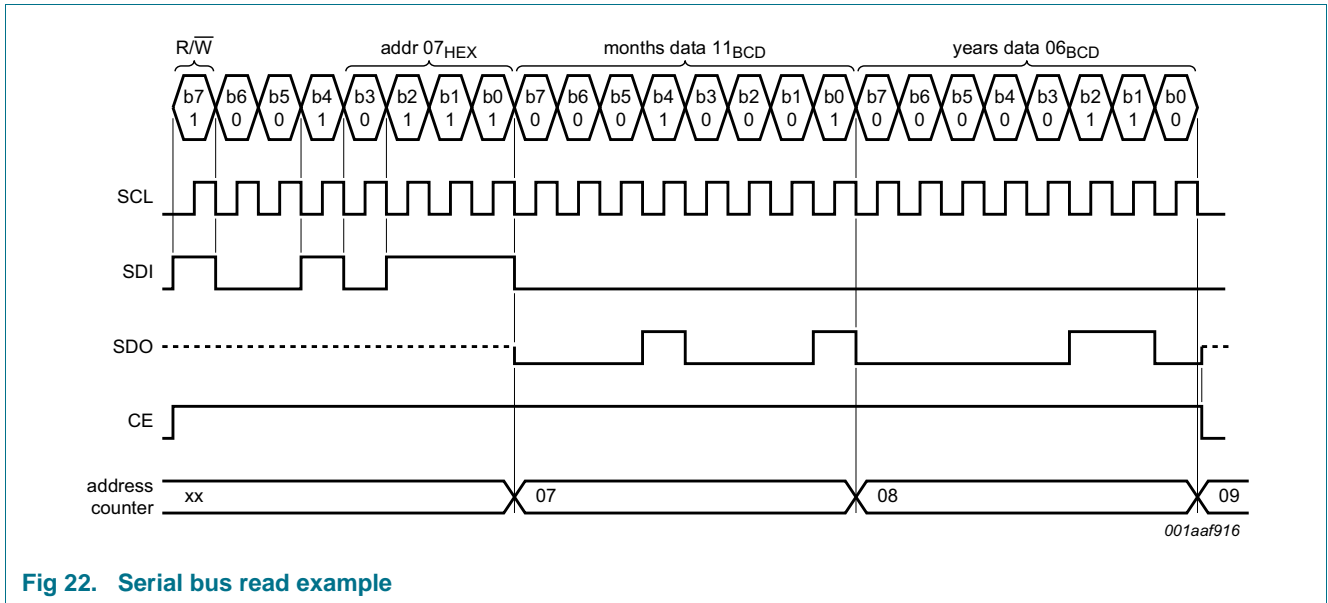 R/W addr 07HEX months data 11BCD years data 06BCD
b7 b6 b5 b4 b3 b2 b1 b0 b7 b6 b5 b4 b3 b2 b1 b0 b7 b6 b5 b4 b3 b2 b1 b0
1 0 0 1 0 1 1 1 0 0 0 1 0 0 0 1 0 0 0 0 0 1 1 0
SCL
SDI
SDO
CE
address
counter
xx 07 08 09
001aaf916
Fig 22. Serial bus read example